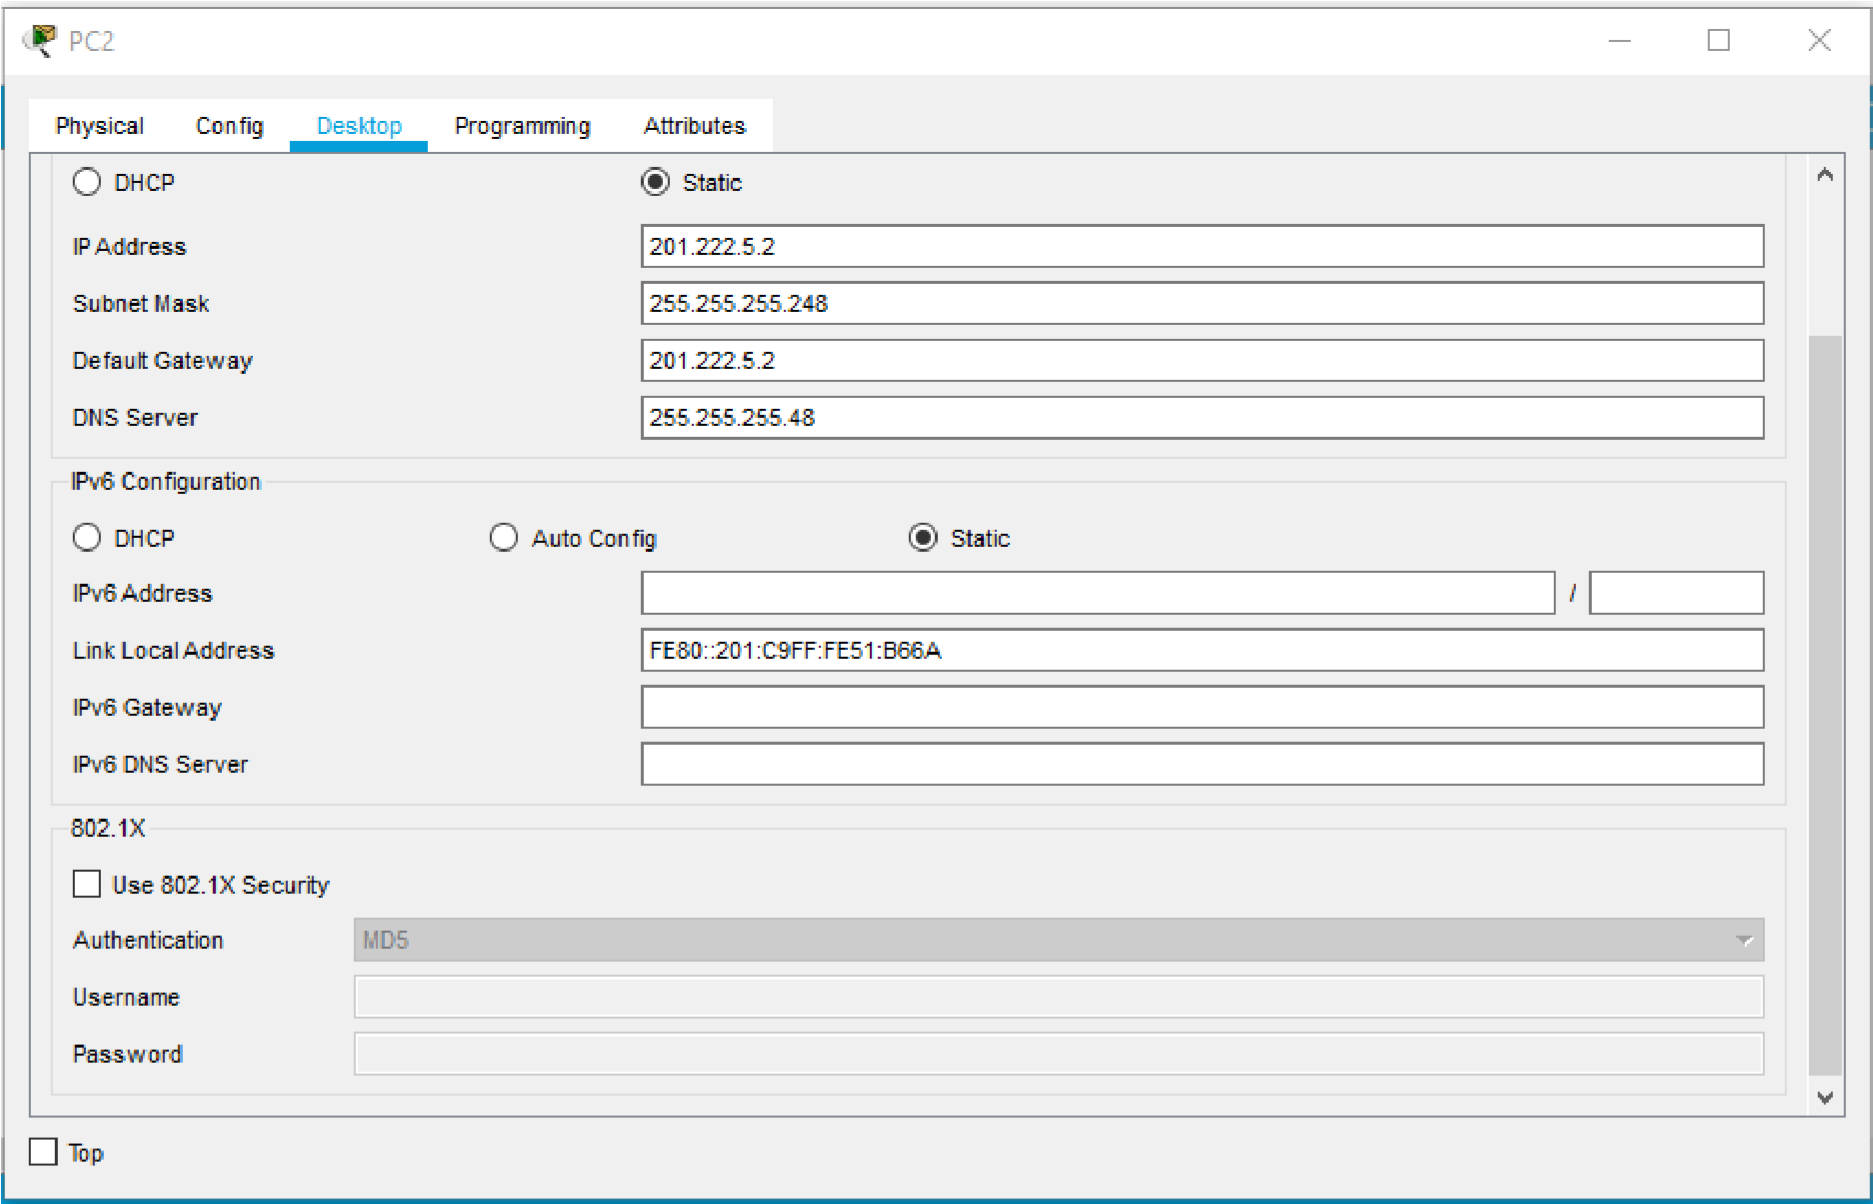 PC2
Physical Config Desktop Programming Attributes
DHCP Static
IP Address 201.222.5.2
Subnet Mask 255.255.255.248
Default Gateway 201.222.5.2
DNS Server 255.255.255.48
IPv6 Configuration
DHCP Auto Config Static
IPv6 Address /
Link Local Address FE80::201:C9FF:FE51:B66A
IPv6 Gateway
IPv6 DNS Server
802.1X
Use 802.1X Security
Authentication MD5
Username
Password
Top